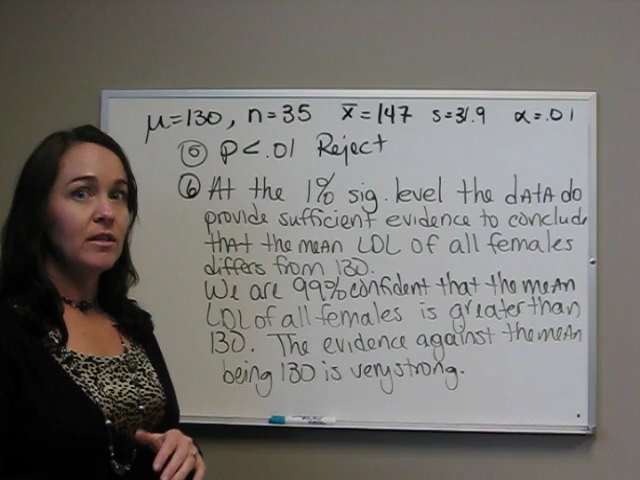 μ=130, n=35 x̄=147 s=31.9 α=.01
⑤ P<.01 Reject
⑥ At the 1% sig. level the dAtA do
provide sufficient evidence to conclude
thAt the meAn LDL of all females
differs from 130.
We are 99% confident that the meAn
LDL of all females is greater than
130. The evidence against the meAn
being 130 is very strong.